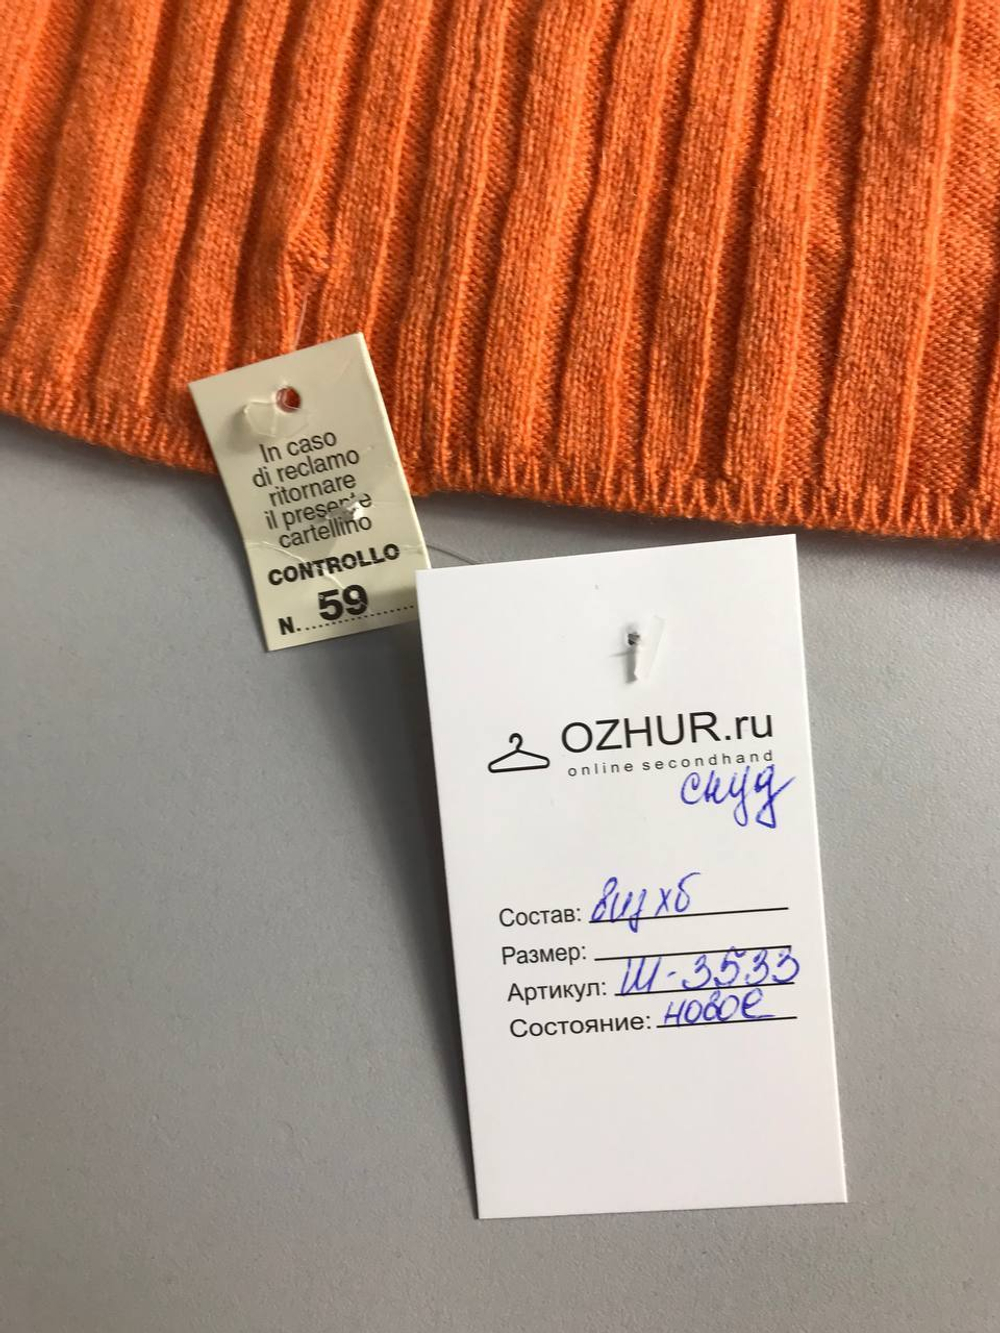 In caso
di reclamo
ritornare
il presente
cartellino
CONTROLLO
N. 59
OZHUR.ru
online secondhand
снуд
Состав: виз хб
Размер:
Артикул: Ш-3533
Состояние: новое